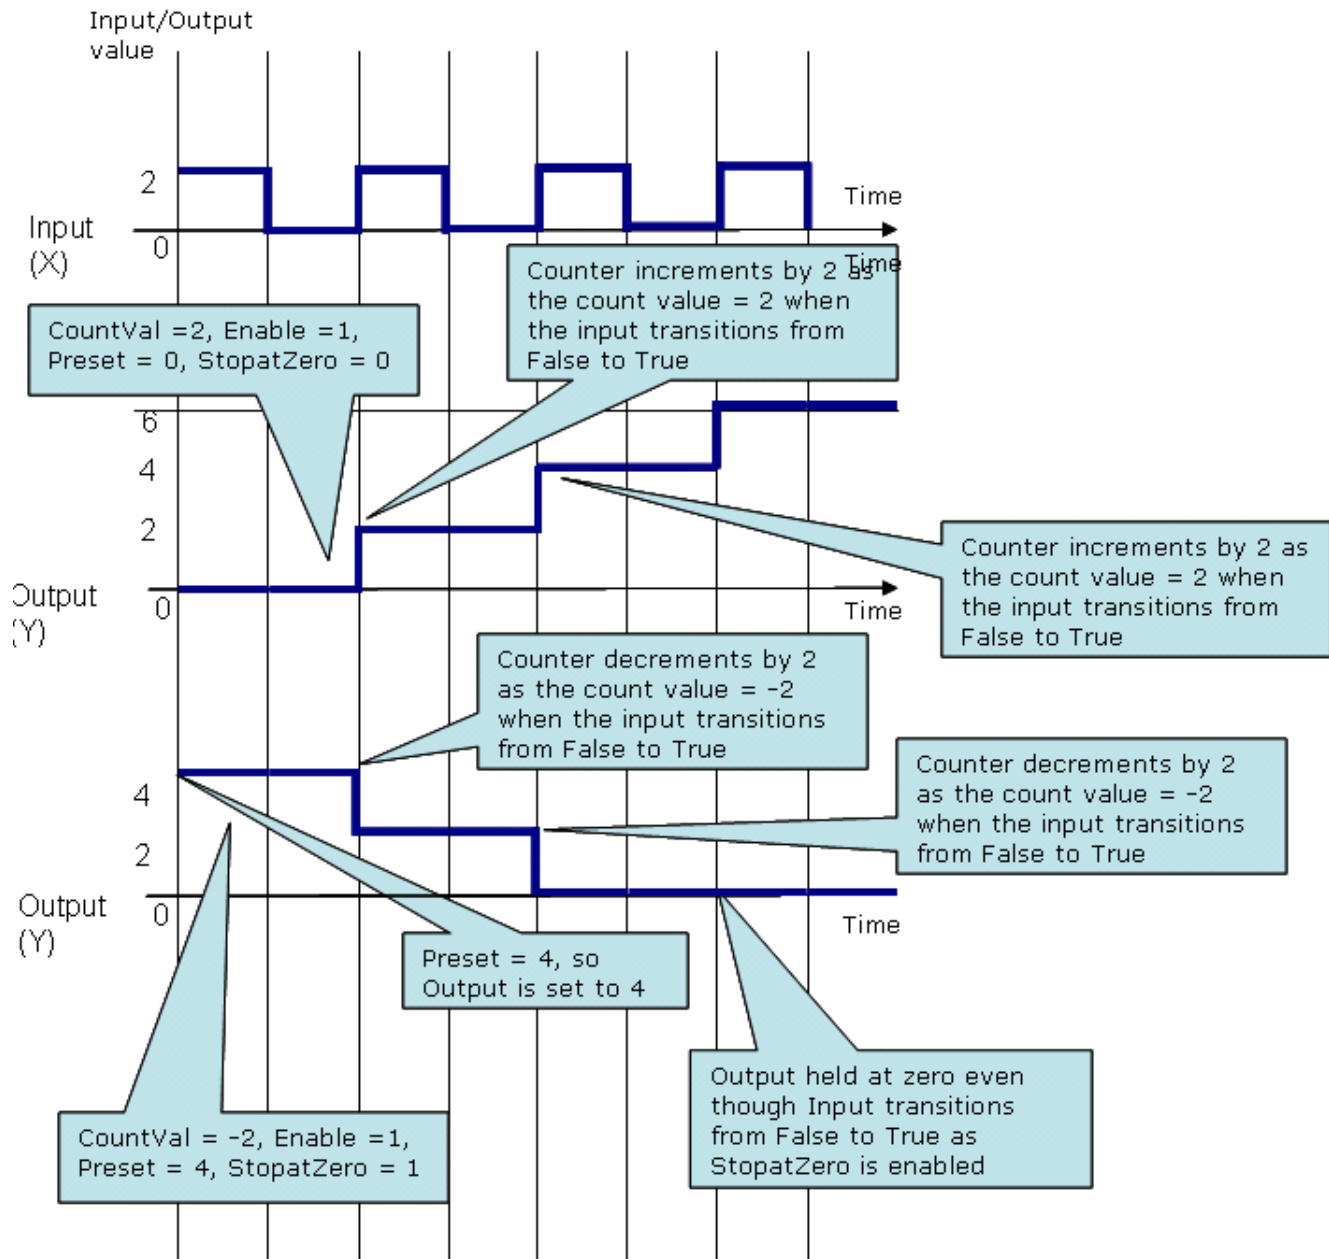 Input/Output
value
2
Time
Input
(X)
0
Time
Counter increments by 2 as
the count value = 2 when
the input transitions from
False to True
CountVal =2, Enable =1,
Preset = 0, StopatZero = 0
6
4
2
Counter increments by 2 as
the count value = 2 when
the input transitions from
False to True
Output
(Y)
0
Time
Counter decrements by 2
as the count value = -2
when the input transitions
from False to True
Counter decrements by 2
as the count value = -2
when the input transitions
from False to True
4
2
Output
(Y)
0
Time
Preset = 4, so
Output is set to 4
Output held at zero even
though Input transitions
from False to True as
StopatZero is enabled
CountVal = -2, Enable =1,
Preset = 4, StopatZero = 1